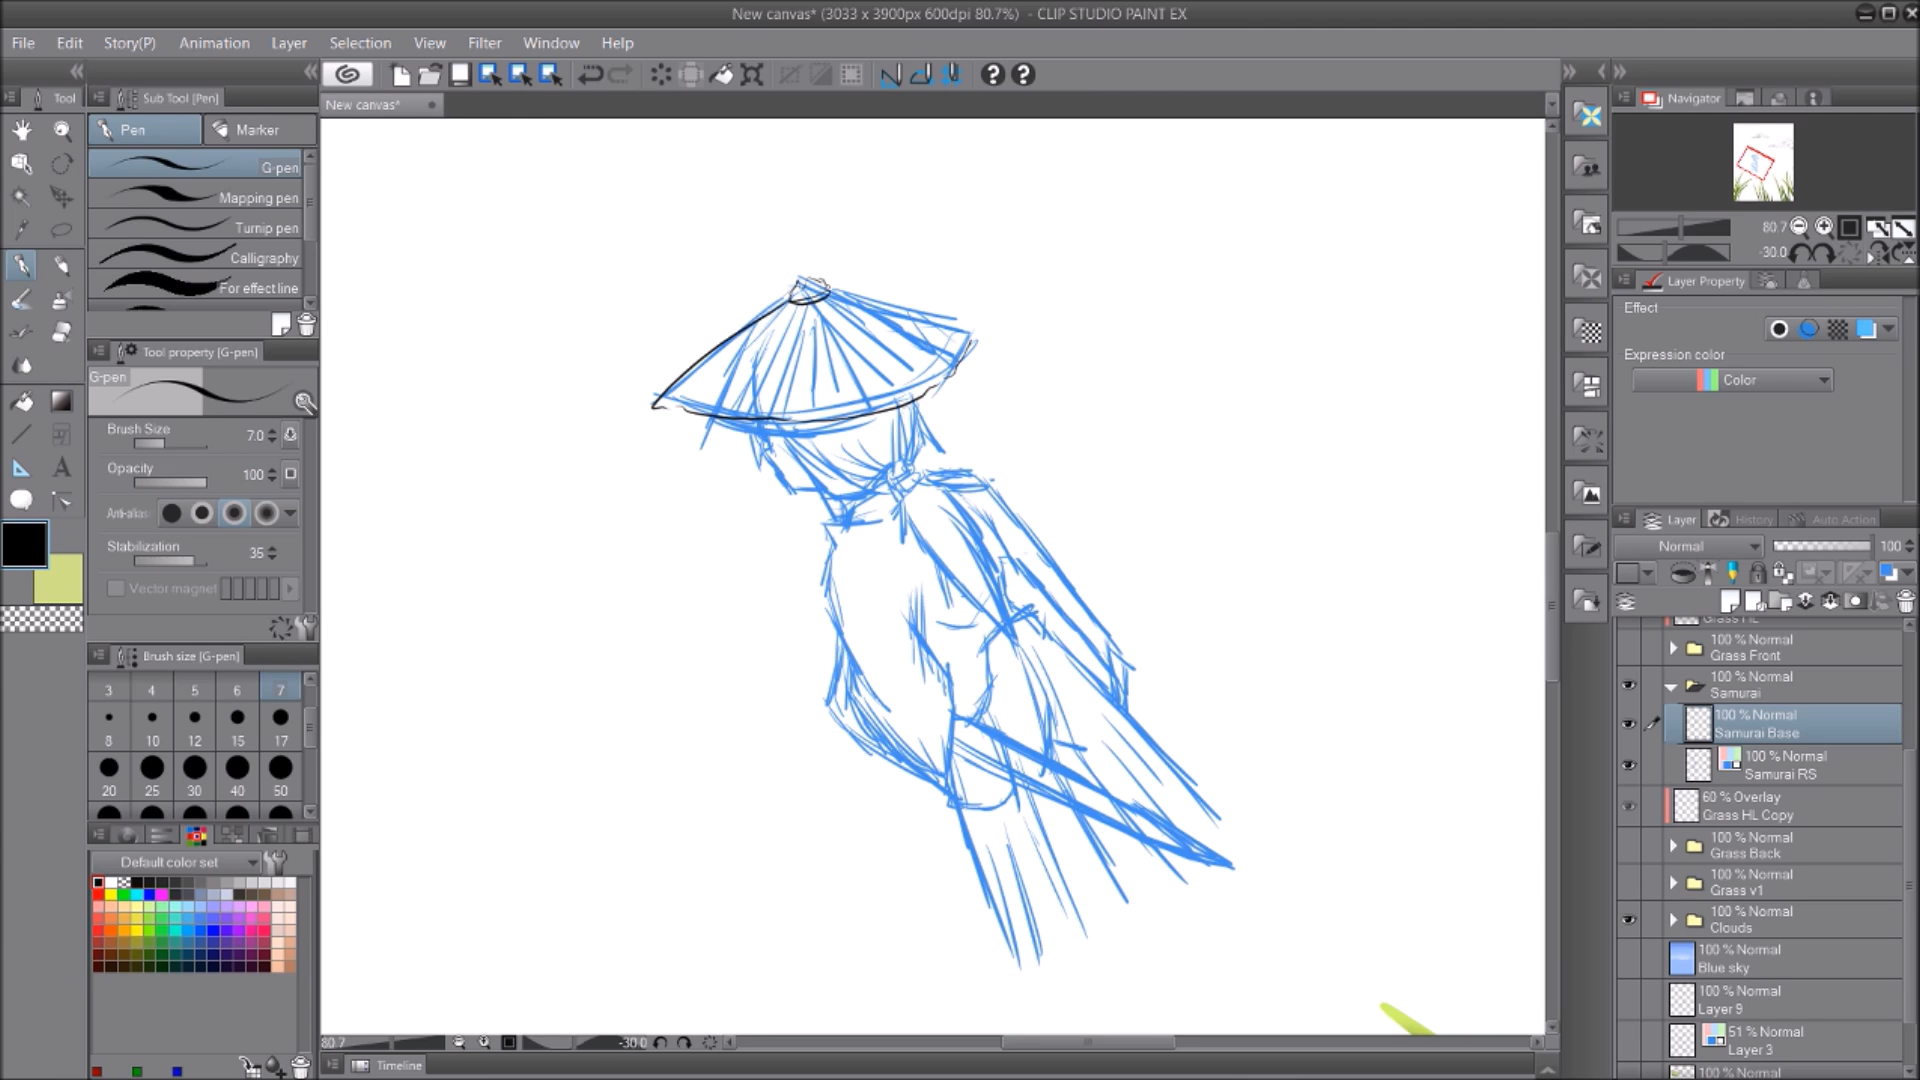 New canvas* (3033 x 3900px 600dpi 80.7%) - CLIP STUDIO PAINT EX
File Edit Story(P) Animation Layer Selection View Filter Window Help
Tool
Sub Tool [Pen]
New canvas*
Pen
Marker
G-pen
Mapping pen
Turnip pen
Calligraphy
For effect line
Tool property [G-pen]
G-pen
Brush Size 7.0
Opacity 100
Anti-alias
Stabilization 35
Vector magnet
Brush size [G-pen]
3 4 5 6 7
8 10 12 15 17
20 25 30 40 50
Default color set
80.7
-30.0
Timeline
Navigator
80.7
-30.0
Layer Property
Effect
Expression color
Color
Layer History Auto Action
Normal 100
Grass HL
100 % Normal
Grass Front
100 % Normal
Samurai
100 % Normal
Samurai Base
100 % Normal
Samurai RS
60 % Overlay
Grass HL Copy
100 % Normal
Grass Back
100 % Normal
Grass v1
100 % Normal
Clouds
100 % Normal
Blue sky
100 % Normal
Layer 9
51 % Normal
Layer 3
100 % Normal